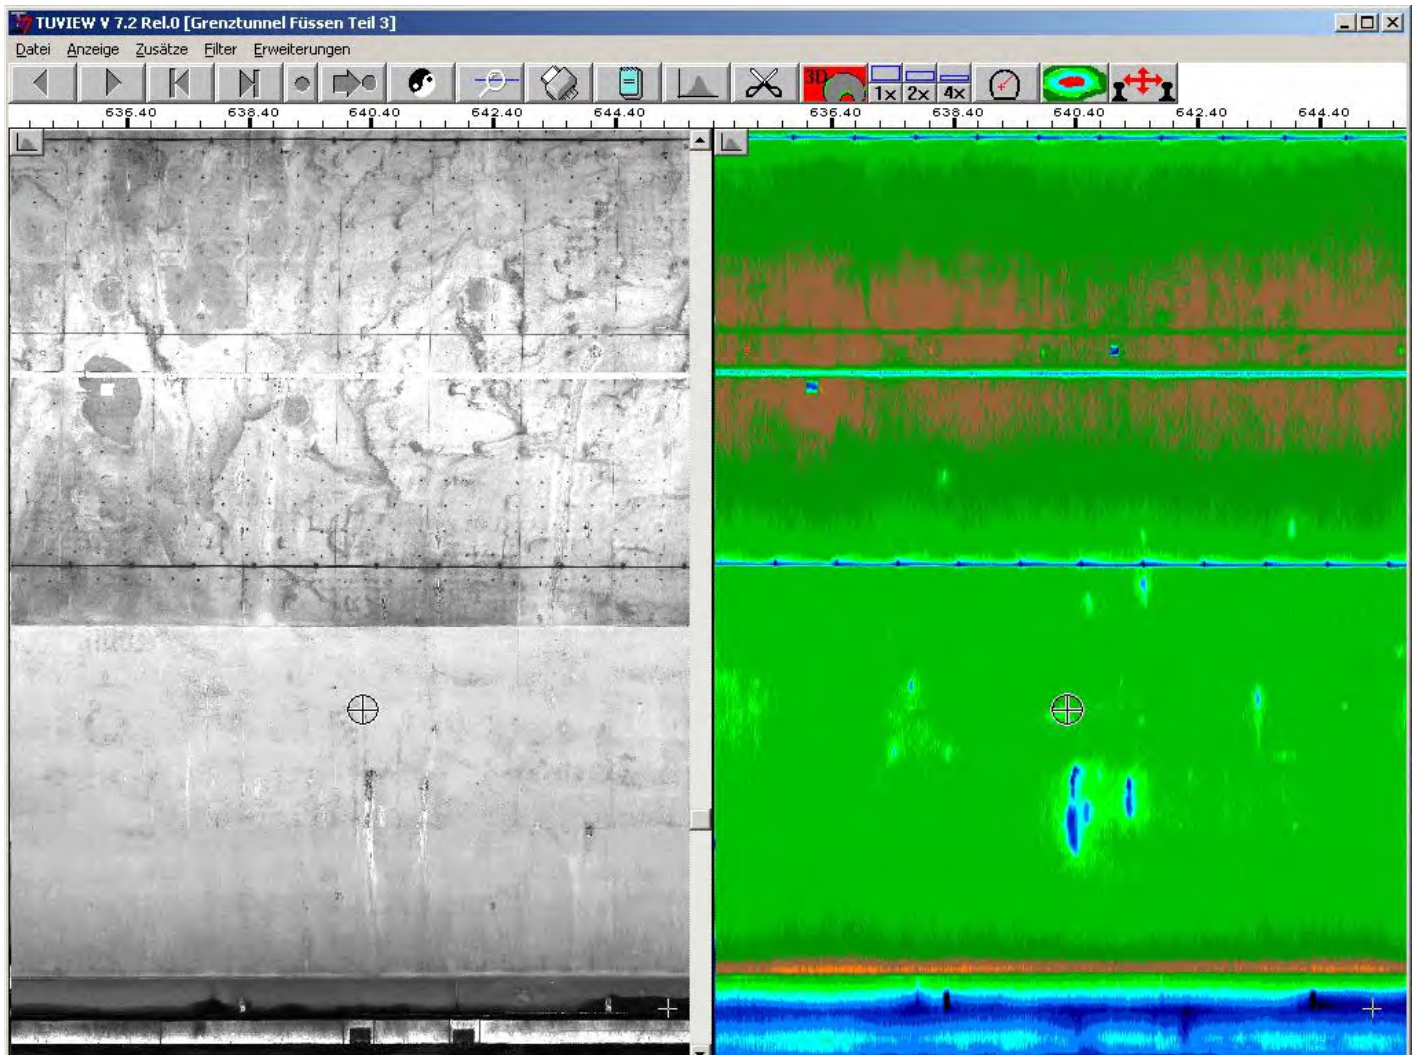 TUVIEW V 7.2 Rel.0 [Grenztunnel Füssen Teil 3]
Datei Anzeige Zusätze Filter Erweiterungen
3D 1x 2x 4x
636.40 638.40 640.40 642.40 644.40 636.40 638.40 640.40 642.40 644.40